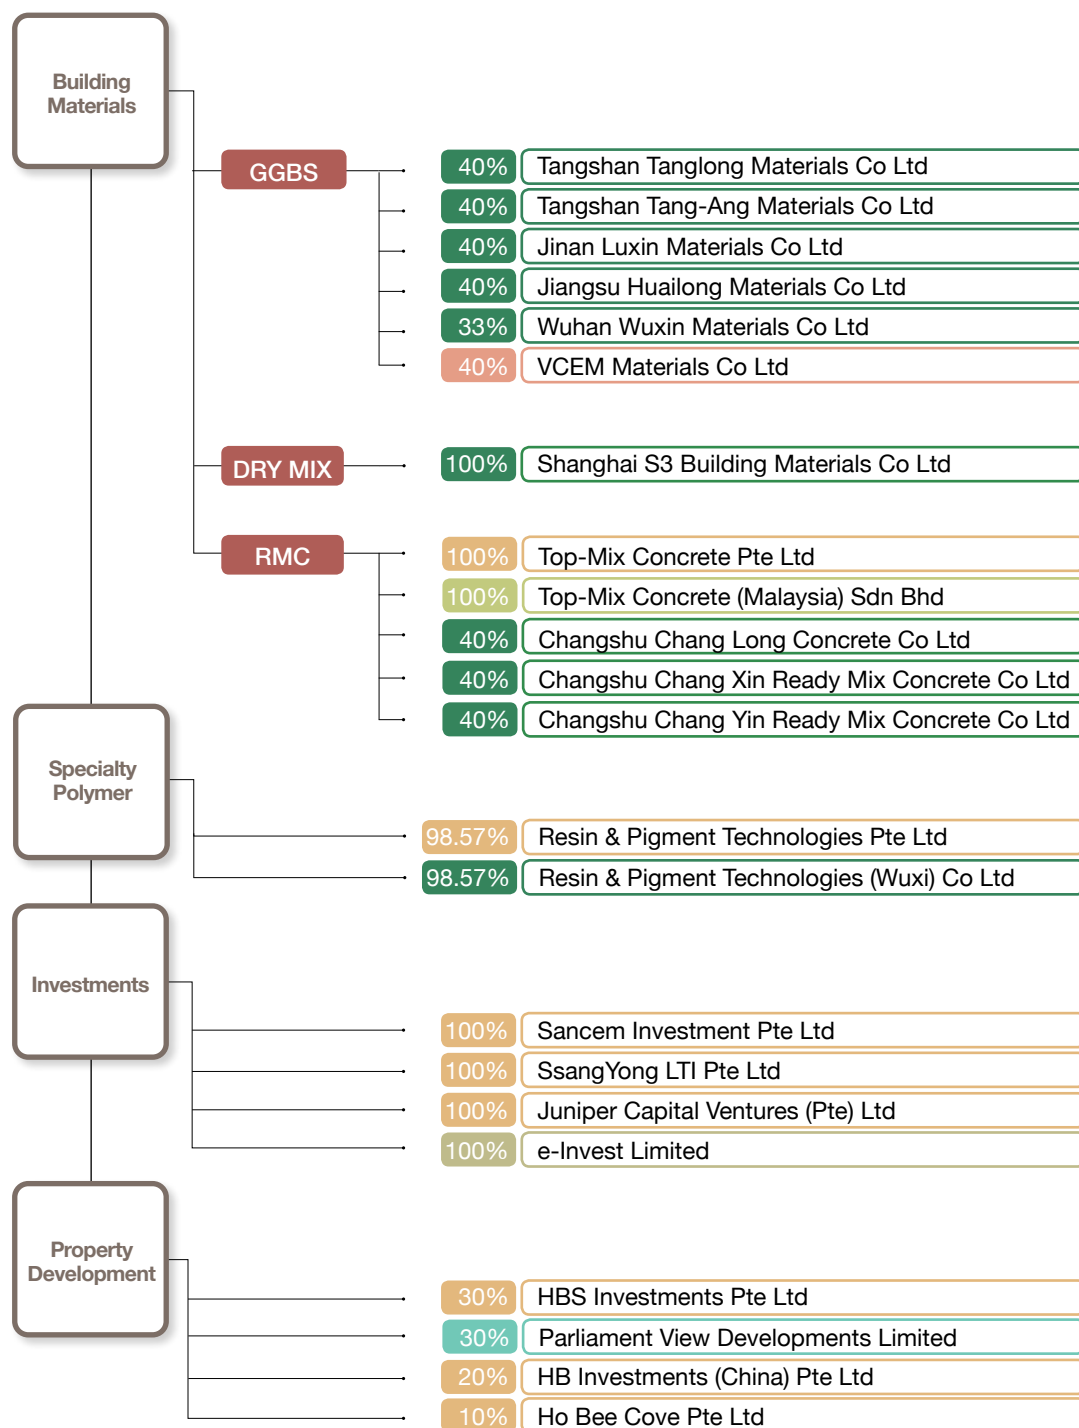 Building
Materials
GGBS
40% Tangshan Tanglong Materials Co Ltd
40% Tangshan Tang-Ang Materials Co Ltd
40% Jinan Luxin Materials Co Ltd
40% Jiangsu Huailong Materials Co Ltd
33% Wuhan Wuxin Materials Co Ltd
40% VCEM Materials Co Ltd
DRY MIX
100% Shanghai S3 Building Materials Co Ltd
RMC
100% Top-Mix Concrete Pte Ltd
100% Top-Mix Concrete (Malaysia) Sdn Bhd
40% Changshu Chang Long Concrete Co Ltd
40% Changshu Chang Xin Ready Mix Concrete Co Ltd
40% Changshu Chang Yin Ready Mix Concrete Co Ltd
Specialty
Polymer
98.57% Resin & Pigment Technologies Pte Ltd
98.57% Resin & Pigment Technologies (Wuxi) Co Ltd
Investments
100% Sancem Investment Pte Ltd
100% SsangYong LTI Pte Ltd
100% Juniper Capital Ventures (Pte) Ltd
100% e-Invest Limited
Property
Development
30% HBS Investments Pte Ltd
30% Parliament View Developments Limited
20% HB Investments (China) Pte Ltd
10% Ho Bee Cove Pte Ltd